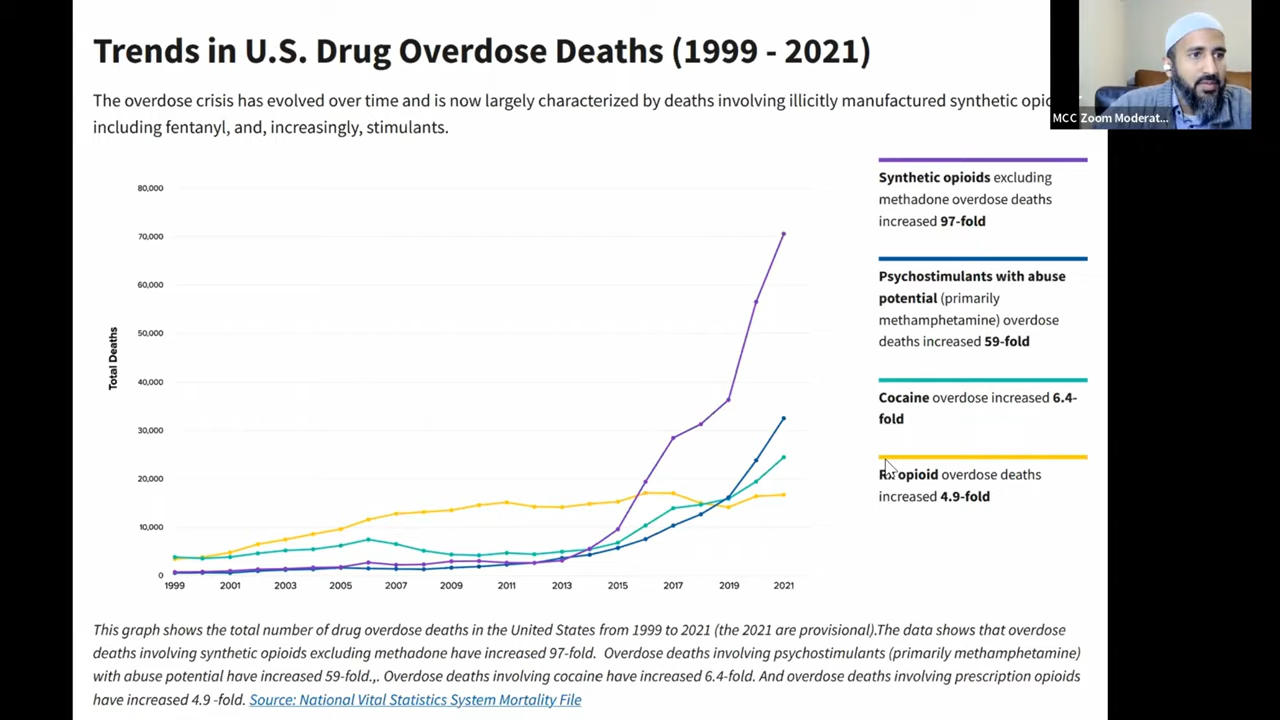 Trends in U.S. Drug Overdose Deaths (1999 - 2021)
The overdose crisis has evolved over time and is now largely characterized by deaths involving illicitly manufactured synthetic
including fentanyl, and, increasingly, stimulants.
MCC Zoom Moderat...
Synthetic opioids excluding
methadone overdose deaths
increased 97-fold
Psychostimulants with abuse
potential (primarily
methamphetamine) overdose
deaths increased 59-fold
Cocaine overdose increased 6.4-
fold
opioid overdose deaths
increased 4.9-fold
Total Deaths
80,000
70,000
60,000
50,000
40,000
30,000
20,000
10,000
0
1999 2001 2003 2005 2007 2009 2011 2013 2015 2017 2019 2021
This graph shows the total number of drug overdose deaths in the United States from 1999 to 2021 (the 2021 are provisional).The data shows that overdose
deaths involving synthetic opioids excluding methadone have increased 97-fold. Overdose deaths involving psychostimulants (primarily methamphetamine)
with abuse potential have increased 59-fold.,. Overdose deaths involving cocaine have increased 6.4-fold. And overdose deaths involving prescription opioids
have increased 4.9 -fold. Source: National Vital Statistics System Mortality File